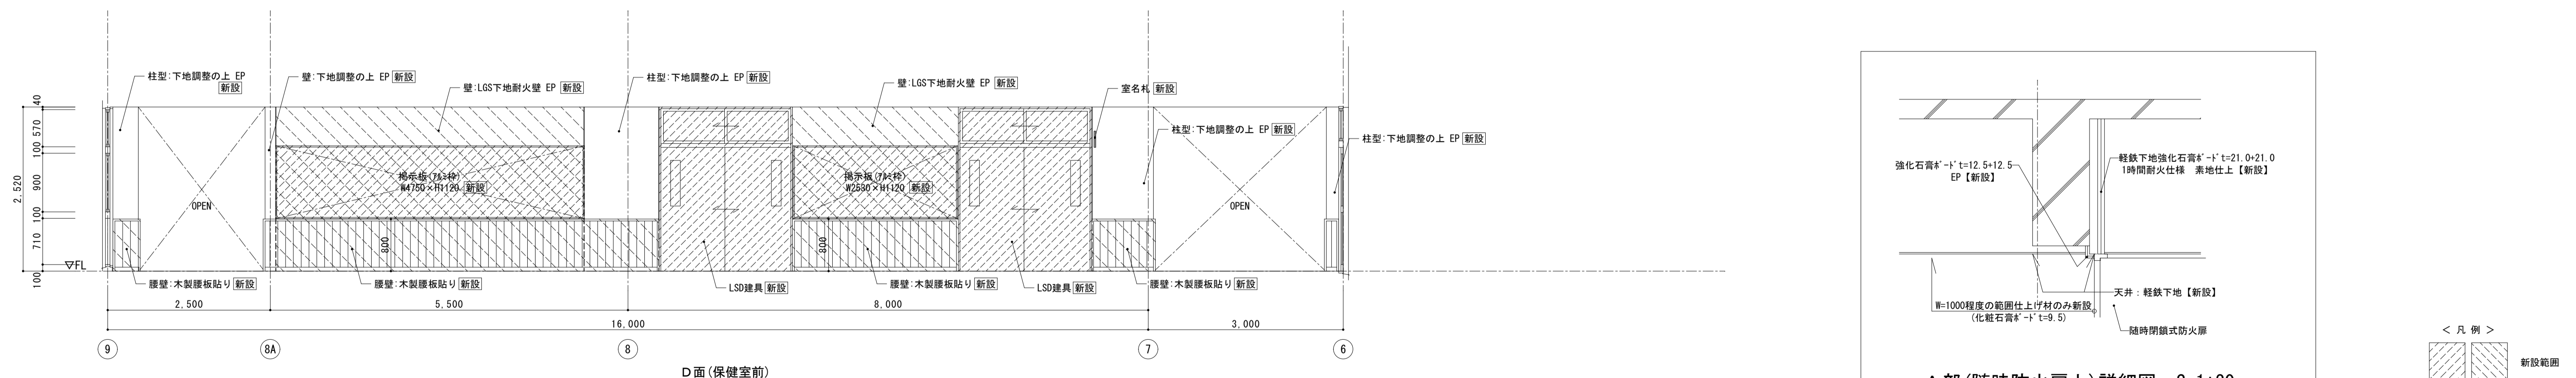 柱型:下地調整の上 EP
新設
壁:下地調整の上 EP 新設
壁:LGS下地耐火壁 EP 新設
柱型:下地調整の上 EP 新設
壁:LGS下地耐火壁 EP 新設
室名札 新設
柱型:下地調整の上 EP 新設
柱型:下地調整の上 EP 新設
40
570
100
900
100
710
100
2,520
▽FL
OPEN
掲示板(ｱﾙﾐ枠)
W4750×H1120 新設
800
掲示板(ｱﾙﾐ枠)
W2530×H1120 新設
800
OPEN
腰壁:木製腰板貼り 新設
腰壁:木製腰板貼り 新設
LSD建具 新設
腰壁:木製腰板貼り 新設
LSD建具 新設
腰壁:木製腰板貼り 新設
2,500
5,500
8,000
16,000
3,000
9
8A
8
7
6
D面(保健室前)
強化石膏ﾎﾞｰﾄﾞt=12.5+12.5
EP【新設】
軽鉄下地強化石膏ﾎﾞｰﾄﾞt=21.0+21.0
1時間耐火仕様 素地仕上【新設】
天井：軽鉄下地【新設】
W=1000程度の範囲仕上げ材のみ新設
(化粧石膏ﾎﾞｰﾄﾞt=9.5)
随時閉鎖式防火扉
＜ 凡 例 ＞
新設範囲